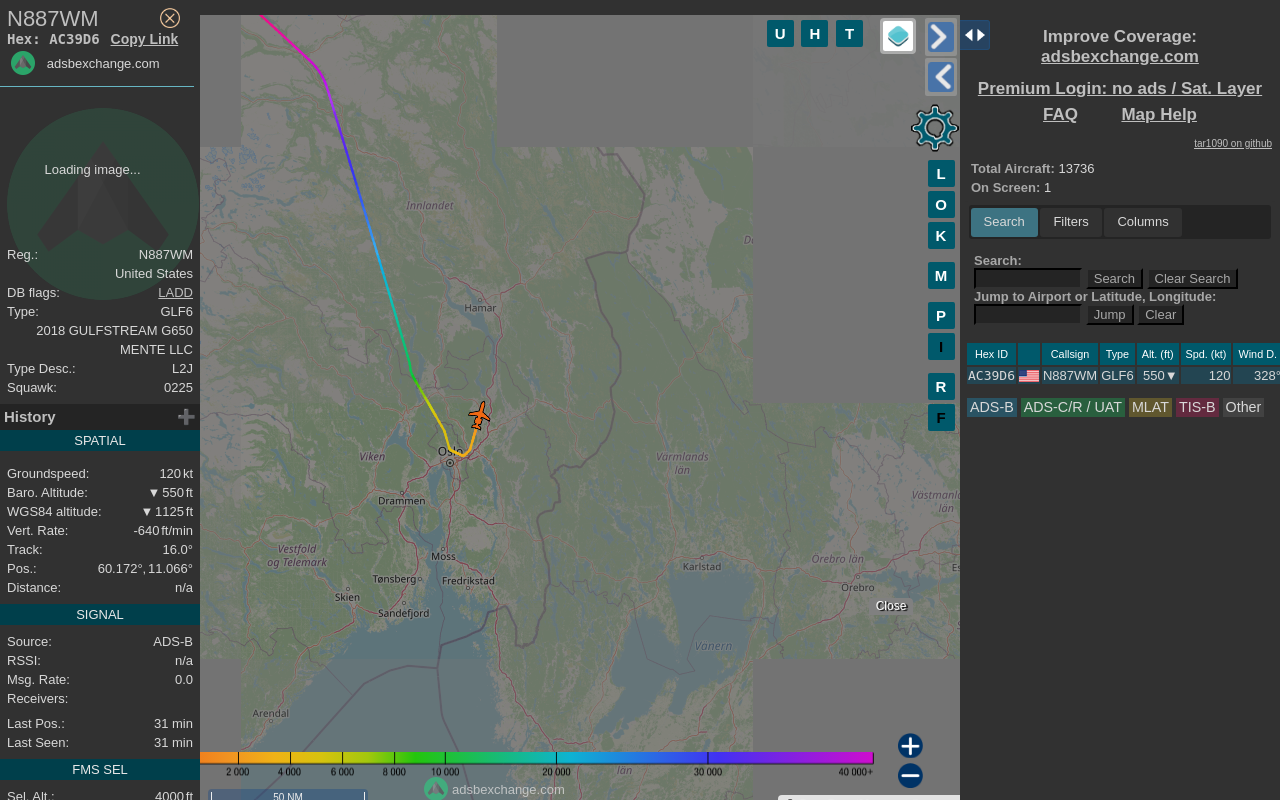 N887WM
Hex: AC39D6 Copy Link
adsbexchange.com
Loading image...
Reg.: N887WM
United States
DB flags: LADD
Type: GLF6
2018 GULFSTREAM G650
MENTE LLC
Type Desc.: L2J
Squawk: 0225
History
SPATIAL
Groundspeed: 120 kt
Baro. Altitude: ▼ 550 ft
WGS84 altitude: ▼ 1125 ft
Vert. Rate: -640 ft/min
Track: 16.0°
Pos.: 60.172°, 11.066°
Distance: n/a
SIGNAL
Source: ADS-B
RSSI: n/a
Msg. Rate: 0.0
Receivers:
Last Pos.: 31 min
Last Seen: 31 min
FMS SEL
Sel. Alt.: 4000 ft
U H T
L
O
K
M
P
I
R
F
Innlandet
Hamar
Viken
Oslo
Värmlands
län
Västmanl
län
Drammen
Vestfold
og Telemark
Moss
Örebro län
Karlstad
Tønsberg
Fredrikstad
Örebro
Es
Skien
Sandefjord
Close
Vänern
Arendal
län
2 000 4 000 6 000 8 000 10 000 20 000 30 000 40 000+
adsbexchange.com
50 NM
Improve Coverage:
adsbexchange.com
Premium Login: no ads / Sat. Layer
FAQ Map Help
tar1090 on github
Total Aircraft: 13736
On Screen: 1
Search Filters Columns
Search:
Search Clear Search
Jump to Airport or Latitude, Longitude:
Jump Clear
Hex ID Callsign Type Alt. (ft) Spd. (kt) Wind D.
AC39D6 N887WM GLF6 550▼ 120 328°
ADS-B ADS-C/R / UAT MLAT TIS-B Other